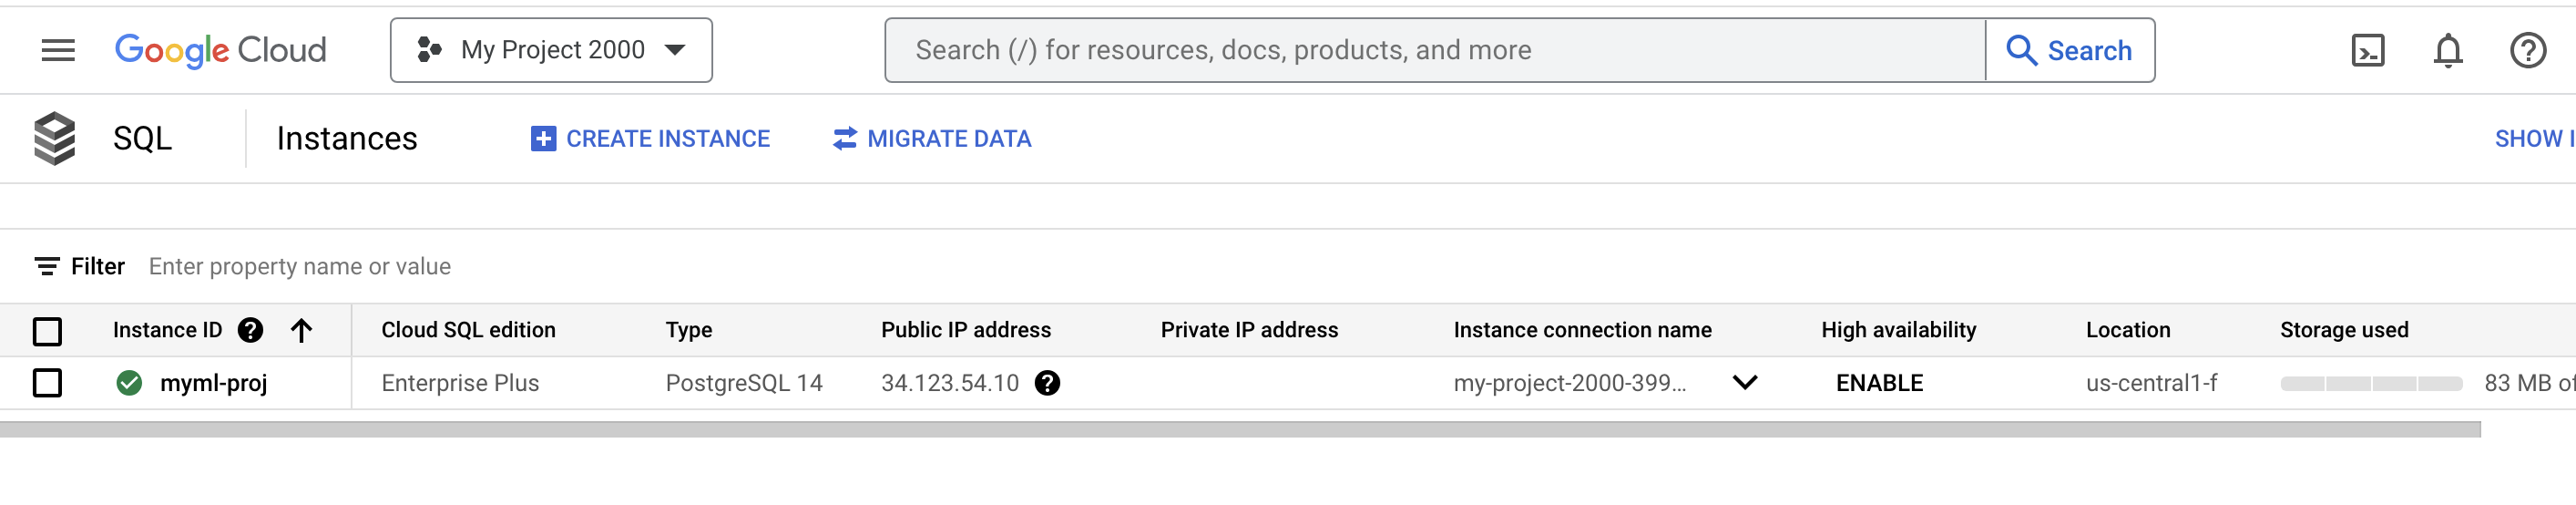 Google Cloud My Project 2000 Search (/) for resources, docs, products, and more Search
SQL Instances CREATE INSTANCE MIGRATE DATA SHOW I
Filter Enter property name or value
Instance ID Cloud SQL edition Type Public IP address Private IP address Instance connection name High availability Location Storage used
myml-proj Enterprise Plus PostgreSQL 14 34.123.54.10 my-project-2000-399... ENABLE us-central1-f 83 MB of